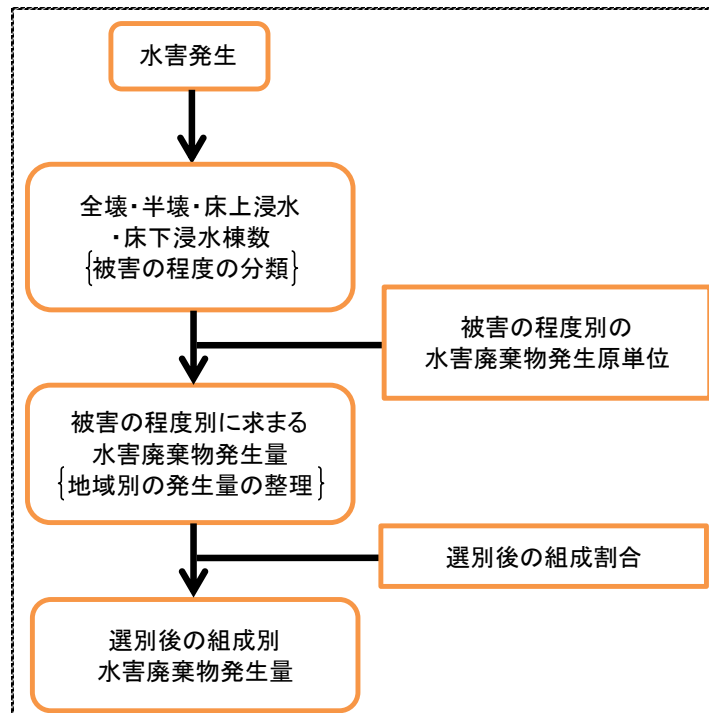 水害発生
全壊・半壊・床上浸水
・床下浸水棟数
{被害の程度の分類}
被害の程度別の
水害廃棄物発生原単位
被害の程度別に求まる
水害廃棄物発生量
{地域別の発生量の整理}
選別後の組成割合
選別後の組成別
水害廃棄物発生量